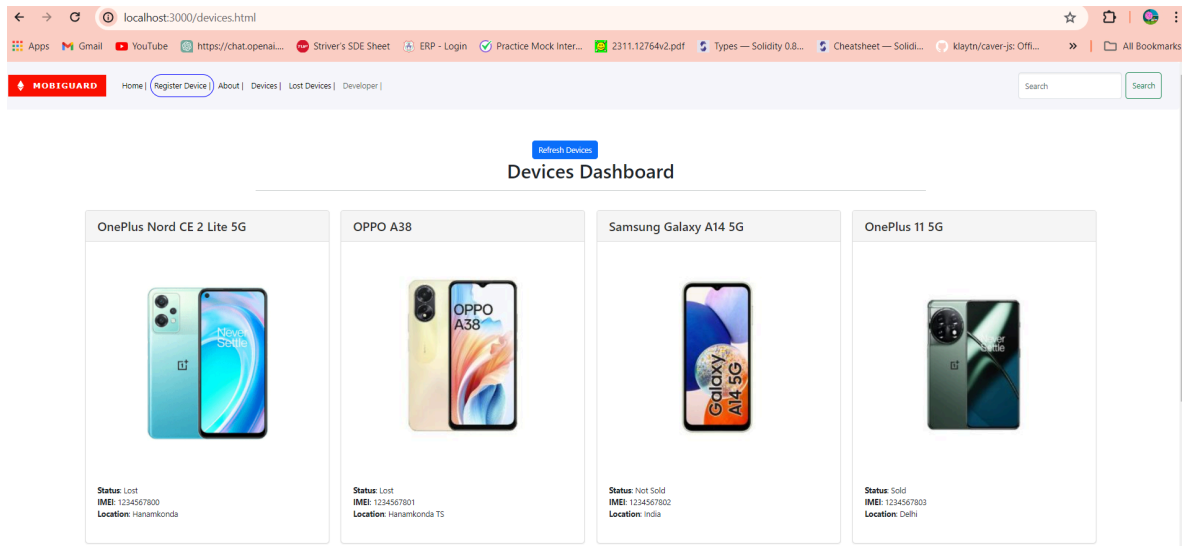 localhost:3000/devices.html
Apps Gmail YouTube https://chat.openai.... Striver's SDE Sheet ERP - Login Practice Mock Inter... 2311.12764v2.pdf Types — Solidity 0.8... Cheatsheet — Solidi... klaytn/caver-js: Offi... » All Bookmarks
MOBIGUARD Home | Register Device | About | Devices | Lost Devices | Developer | Search Search
Refresh Devices
Devices Dashboard
OnePlus Nord CE 2 Lite 5G
Never
Settle
Status: Lost
IMEI: 1234567800
Location: Hanamkonda
OPPO A38
OPPO
A38
Status: Lost
IMEI: 1234567801
Location: Hanamkonda TS
Samsung Galaxy A14 5G
Galaxy
A14 5G
Status: Not Sold
IMEI: 1234567802
Location: India
OnePlus 11 5G
Never
Settle
Status: Sold
IMEI: 1234567803
Location: Delhi